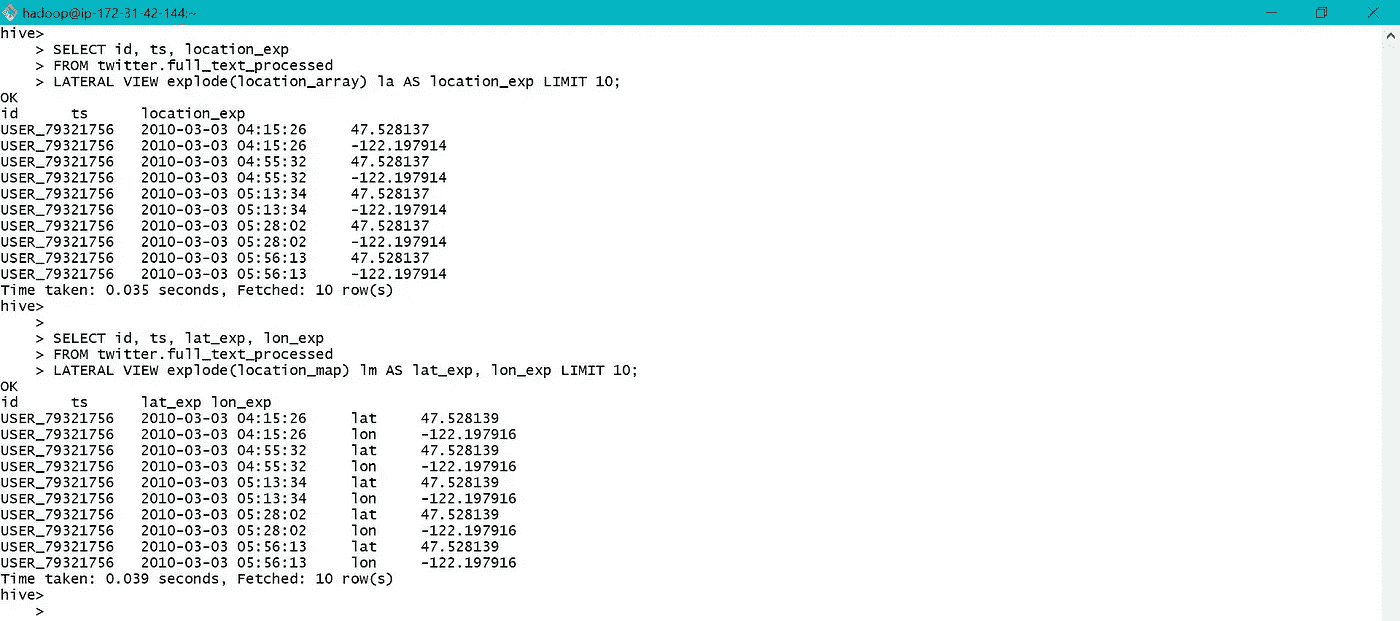 hadoop@ip-172-31-42-144:~
hive>
    > SELECT id, ts, location_exp
    > FROM twitter.full_text_processed
    > LATERAL VIEW explode(location_array) la AS location_exp LIMIT 10;
OK
id      ts      location_exp
USER_79321756   2010-03-03 04:15:26     47.528137
USER_79321756   2010-03-03 04:15:26     -122.197914
USER_79321756   2010-03-03 04:55:32     47.528137
USER_79321756   2010-03-03 04:55:32     -122.197914
USER_79321756   2010-03-03 05:13:34     47.528137
USER_79321756   2010-03-03 05:13:34     -122.197914
USER_79321756   2010-03-03 05:28:02     47.528137
USER_79321756   2010-03-03 05:28:02     -122.197914
USER_79321756   2010-03-03 05:56:13     47.528137
USER_79321756   2010-03-03 05:56:13     -122.197914
Time taken: 0.035 seconds, Fetched: 10 row(s)
hive>
    >
    > SELECT id, ts, lat_exp, lon_exp
    > FROM twitter.full_text_processed
    > LATERAL VIEW explode(location_map) lm AS lat_exp, lon_exp LIMIT 10;
OK
id      ts      lat_exp lon_exp
USER_79321756   2010-03-03 04:15:26     lat     47.528139
USER_79321756   2010-03-03 04:15:26     lon     -122.197916
USER_79321756   2010-03-03 04:55:32     lat     47.528139
USER_79321756   2010-03-03 04:55:32     lon     -122.197916
USER_79321756   2010-03-03 05:13:34     lat     47.528139
USER_79321756   2010-03-03 05:13:34     lon     -122.197916
USER_79321756   2010-03-03 05:28:02     lat     47.528139
USER_79321756   2010-03-03 05:28:02     lon     -122.197916
USER_79321756   2010-03-03 05:56:13     lat     47.528139
USER_79321756   2010-03-03 05:56:13     lon     -122.197916
Time taken: 0.039 seconds, Fetched: 10 row(s)
hive>
    >